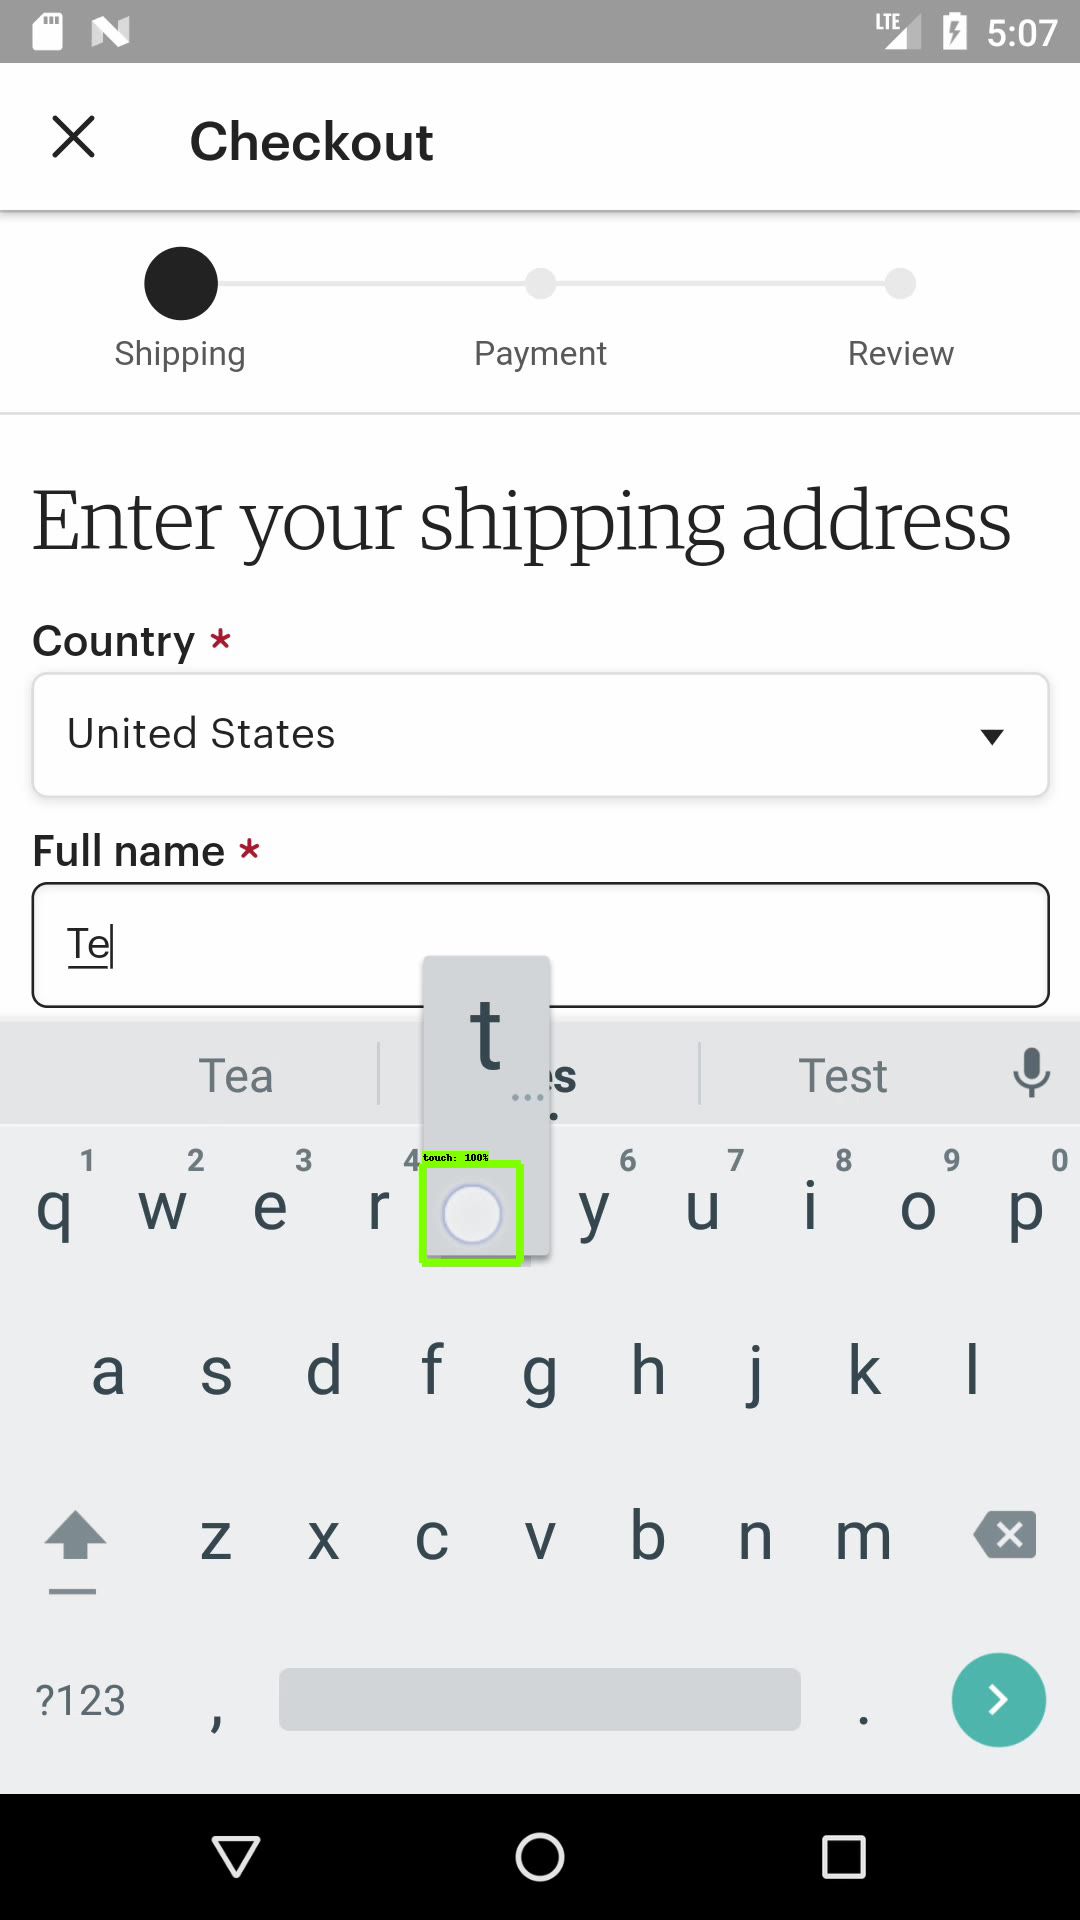 LTE 5:07
Checkout
Shipping Payment Review
Enter your shipping address
Country *
United States
Full name *
Te
t
Tea Test
touch: 100%
1 2 3 4 6 7 8 9 0
q w e r y u i o p
a s d f g h j k l
z x c v b n m
?123 , .